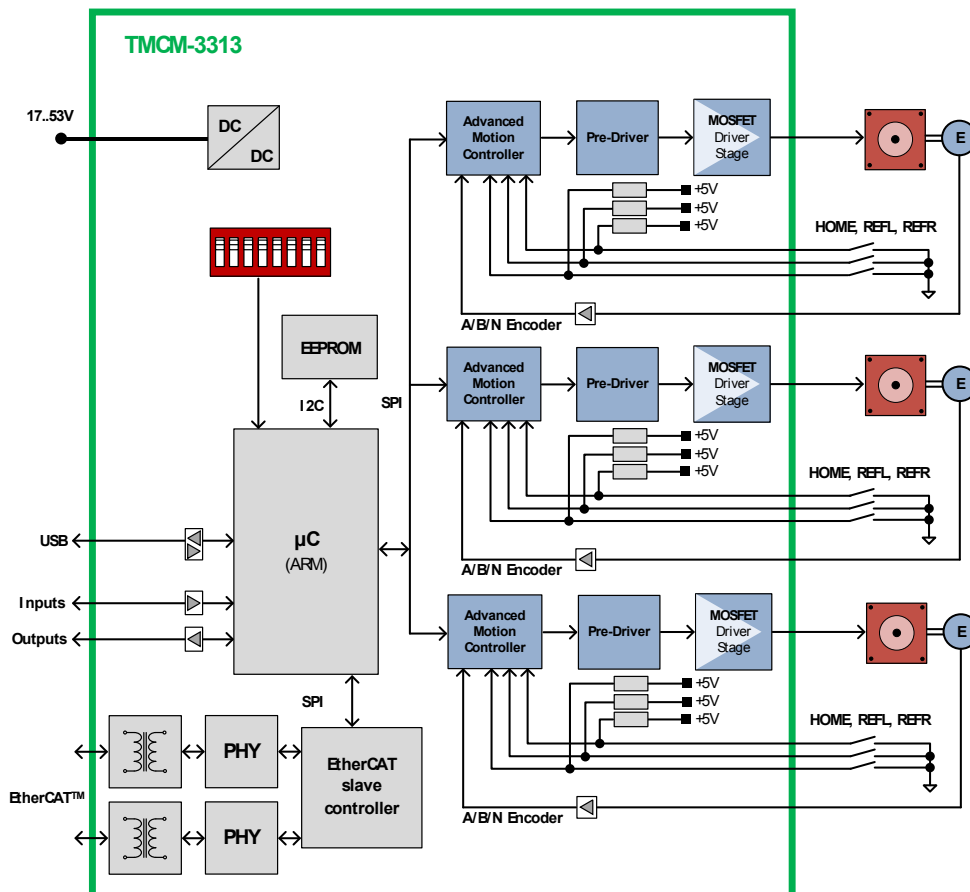 TMCM-3313
17..53V
DC
DC
Advanced
Motion
Controller
Pre-Driver
MOSFET
Driver
Stage
E
+5V
+5V
+5V
HOME, REFL, REFR
A/B/N Encoder
EEPROM
I2C
SPI
Advanced
Motion
Controller
Pre-Driver
MOSFET
Driver
Stage
E
+5V
+5V
+5V
HOME, REFL, REFR
A/B/N Encoder
USB
µC
(ARM)
Inputs
Outputs
Advanced
Motion
Controller
Pre-Driver
MOSFET
Driver
Stage
E
+5V
+5V
+5V
HOME, REFL, REFR
A/B/N Encoder
SPI
EtherCAT™
PHY
PHY
EtherCAT
slave
controller